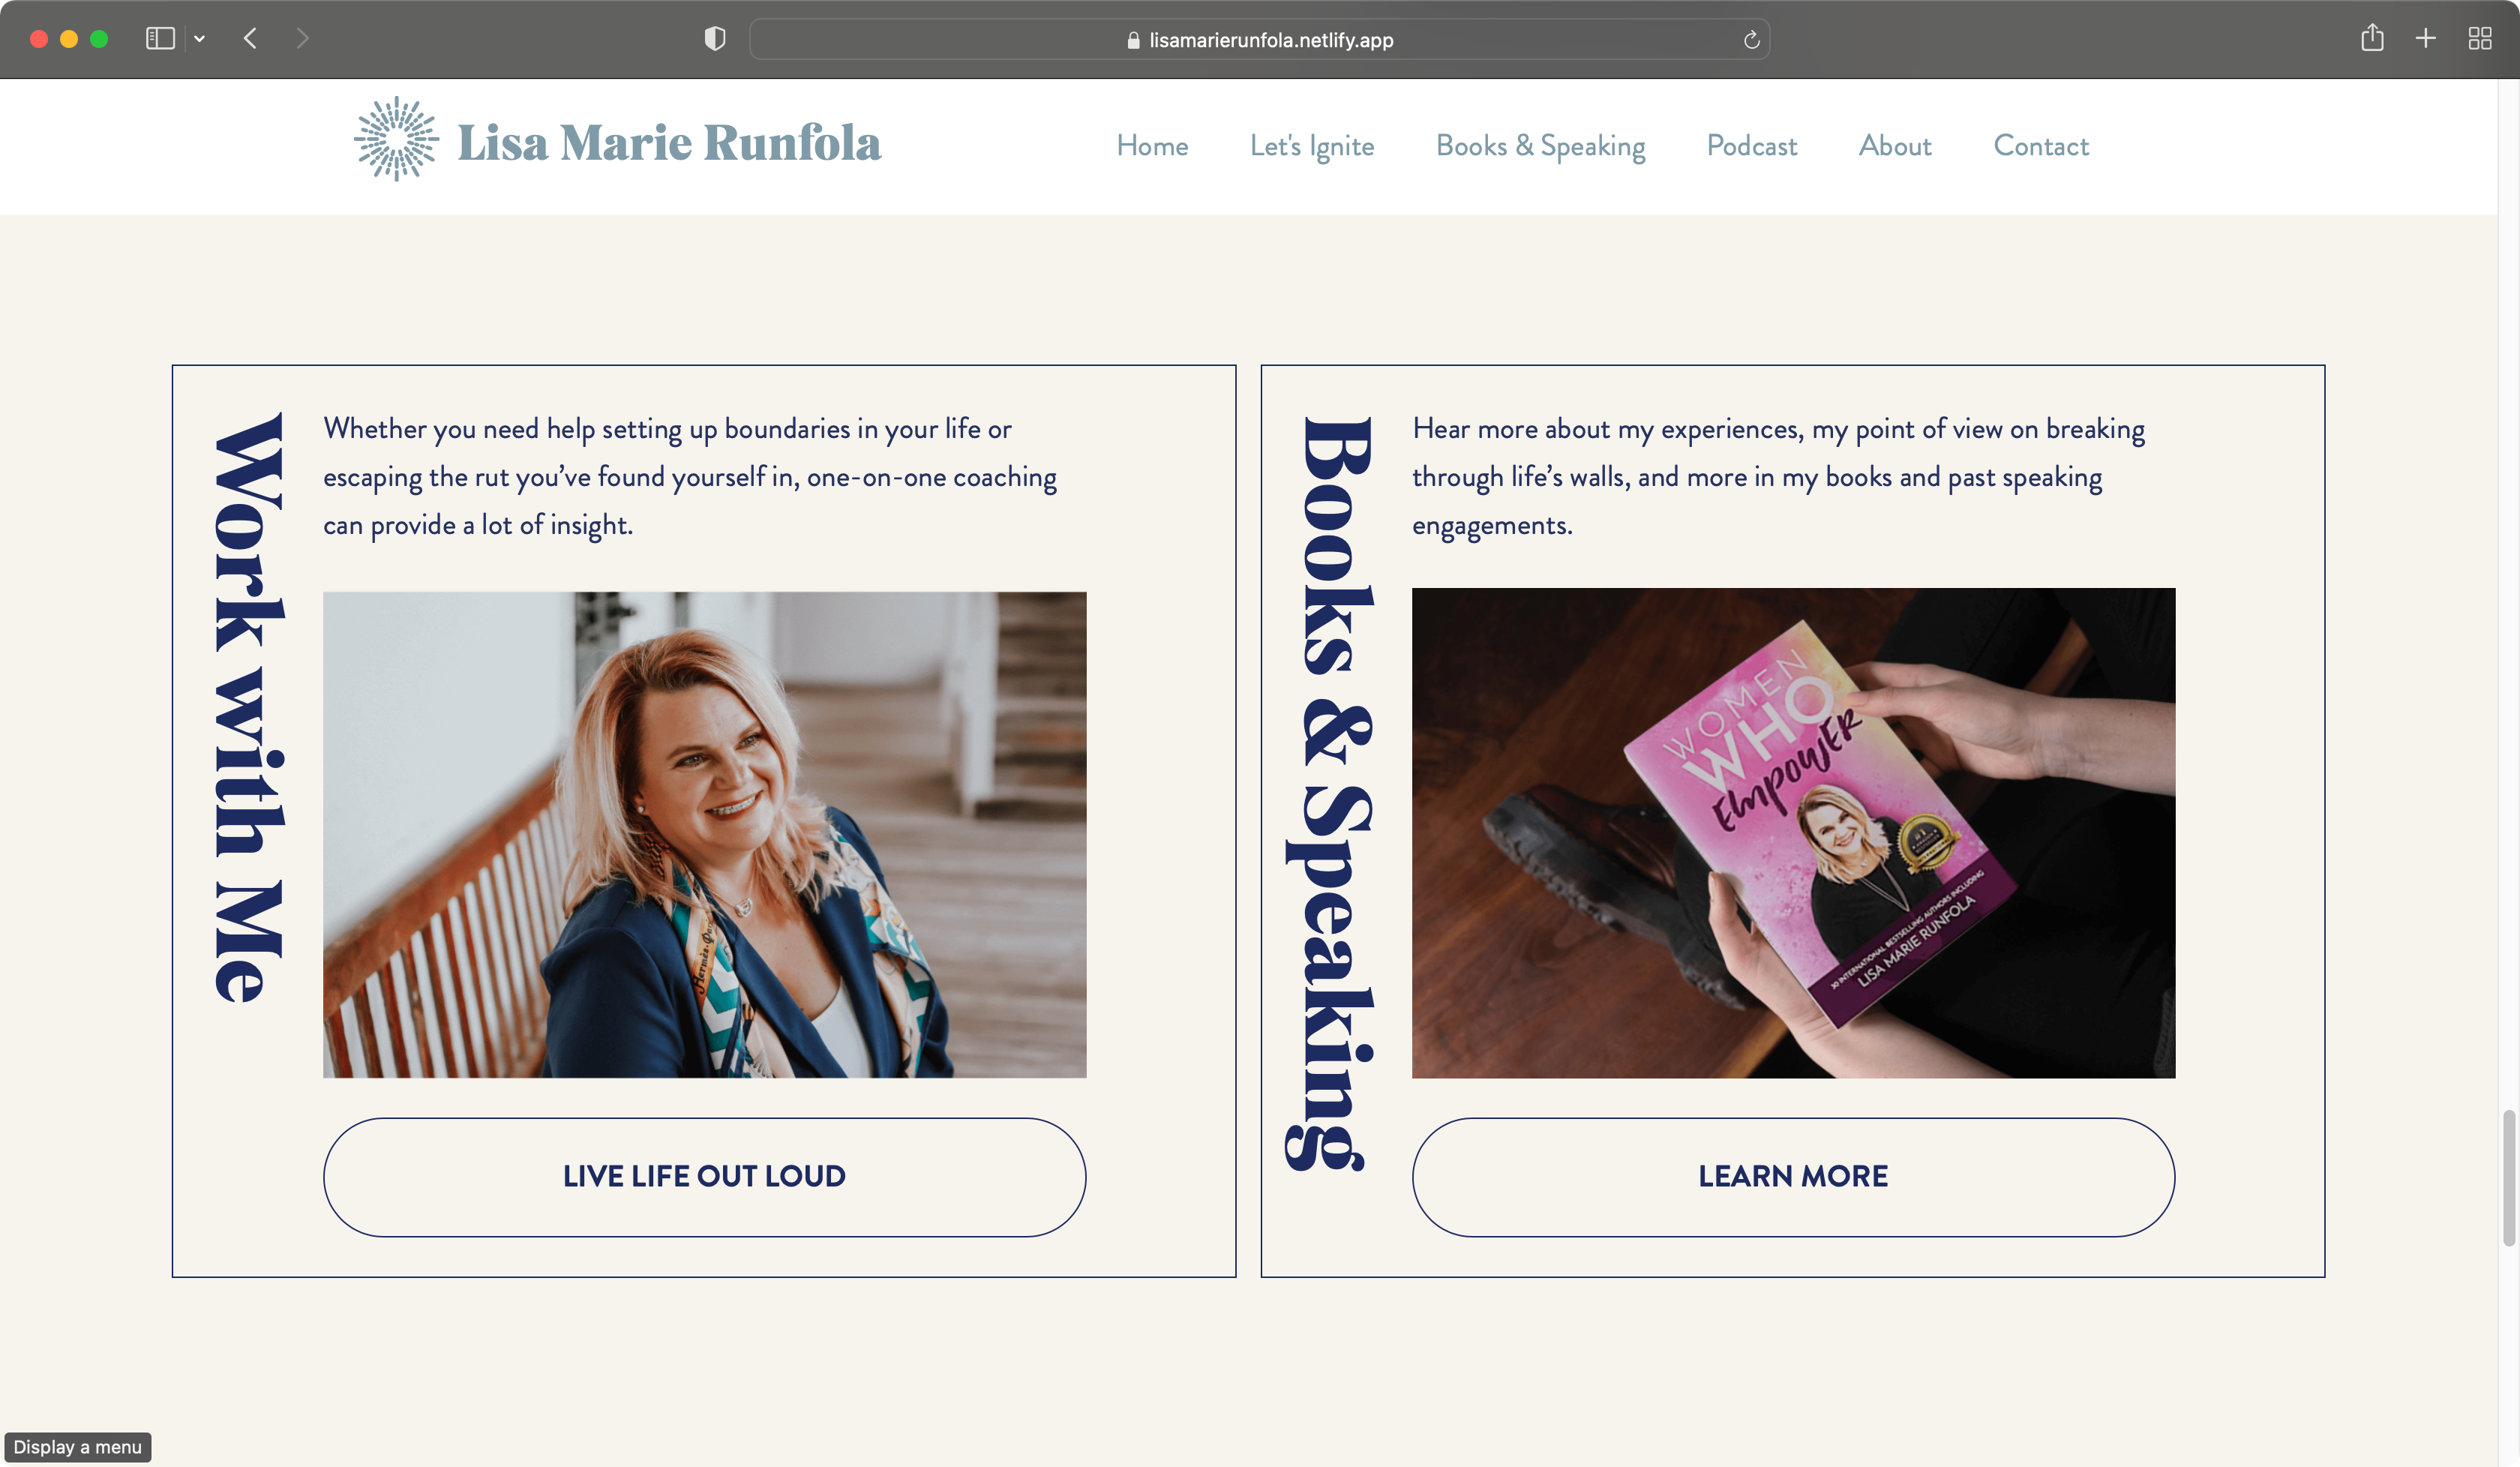 lisamarierunfola.netlify.app
Lisa Marie Runfola
Home Let's Ignite Books & Speaking Podcast About Contact
Work with Me
Whether you need help setting up boundaries in your life or
escaping the rut you’ve found yourself in, one-on-one coaching
can provide a lot of insight.
LIVE LIFE OUT LOUD
Books & Speaking
Hear more about my experiences, my point of view on breaking
through life’s walls, and more in my books and past speaking
engagements.
WOMEN
WHO
EMPOWER
#1
30 INTERNATIONAL BESTSELLING AUTHORS INCLUDING
LISA MARIE RUNFOLA
LEARN MORE
Display a menu